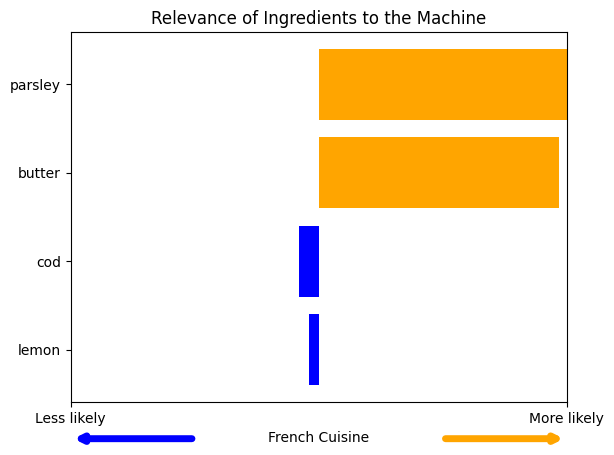 Relevance of Ingredients to the Machine
parsley
butter
cod
lemon
Less likely
More likely
French Cuisine